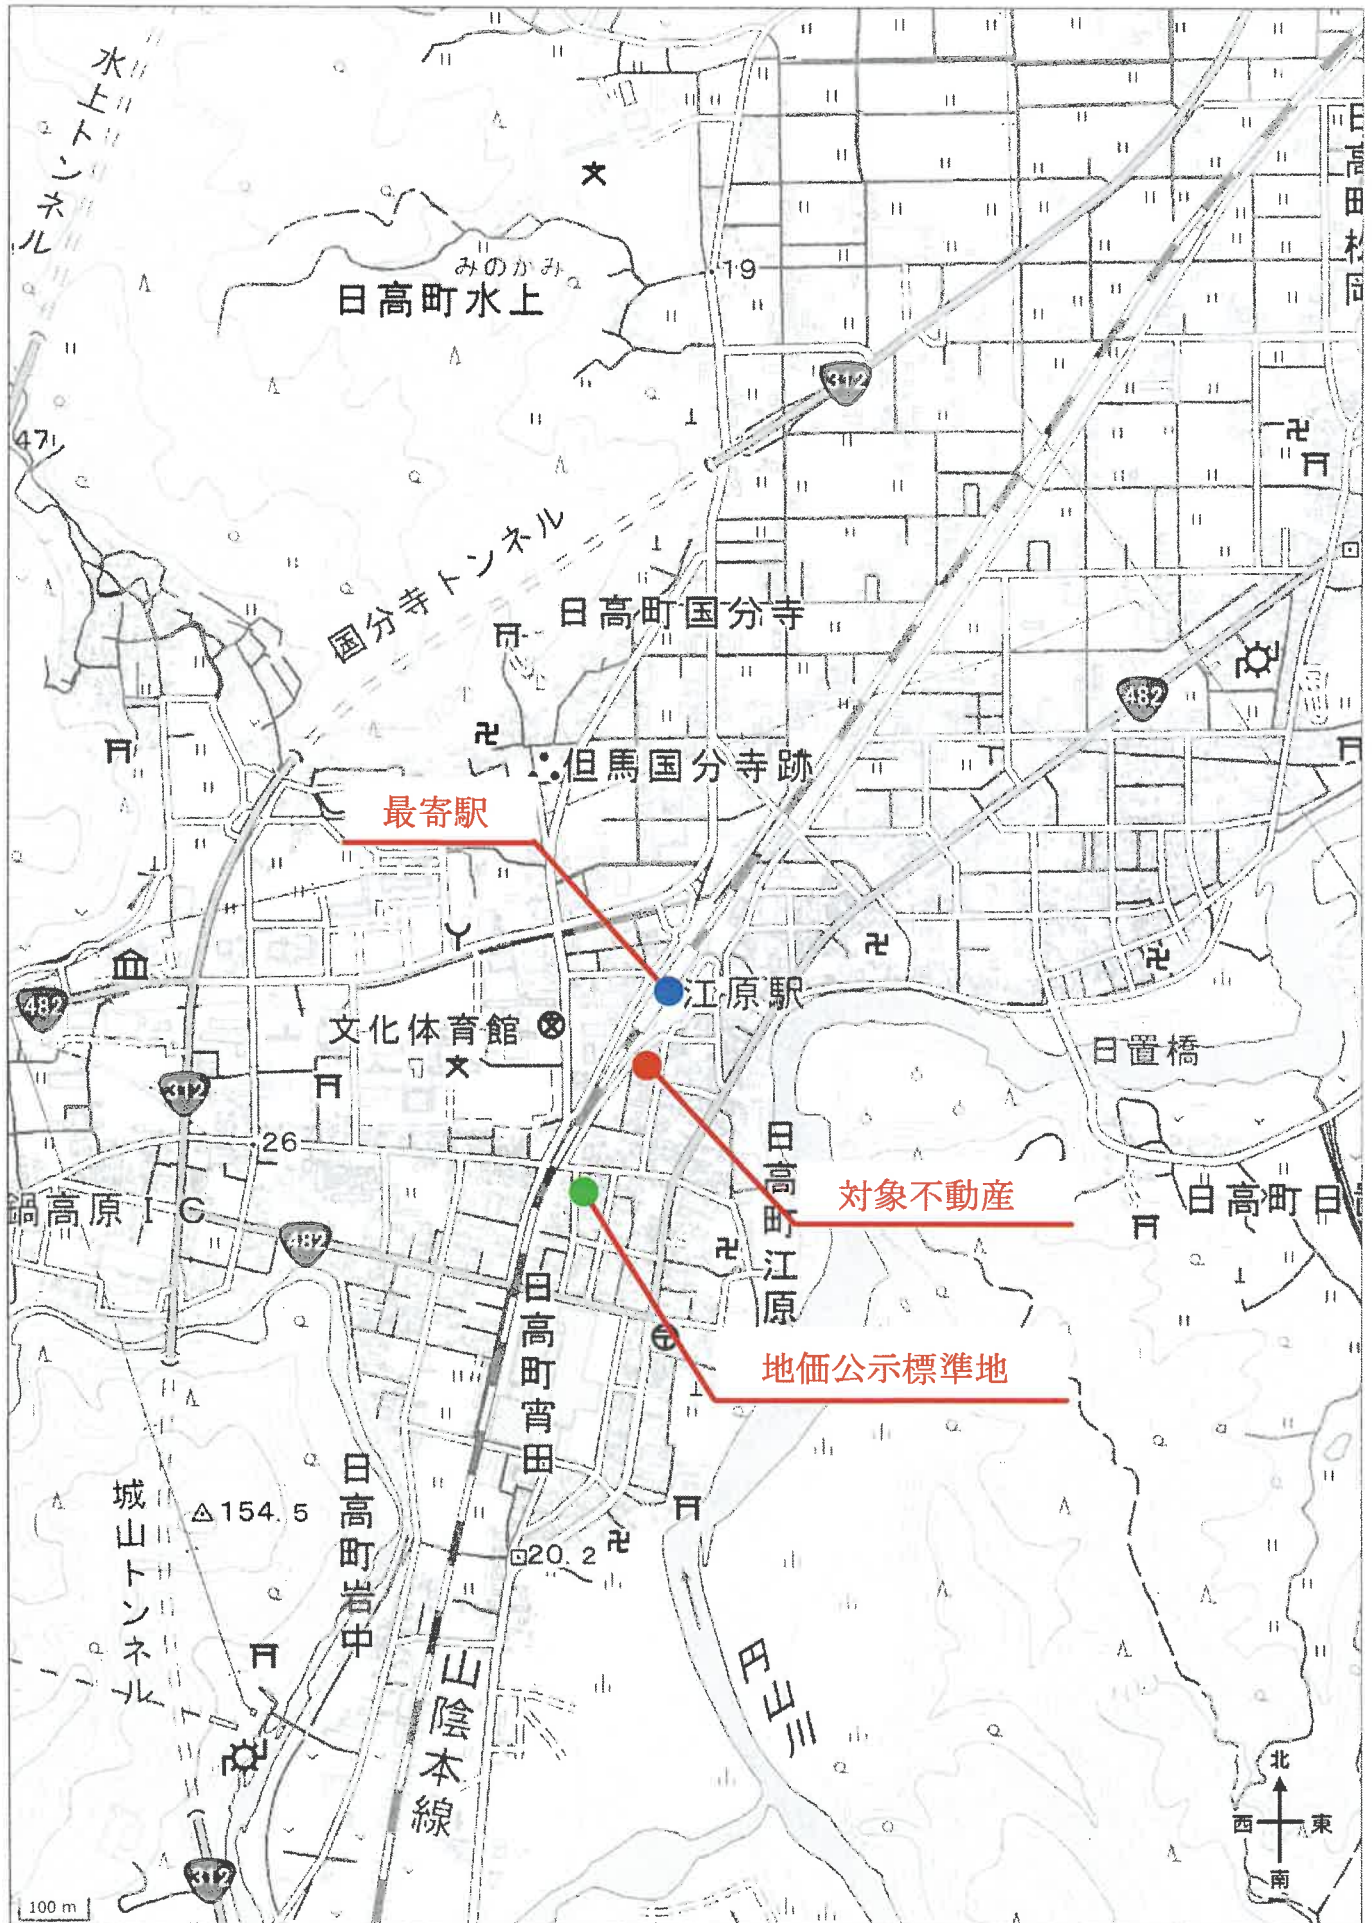 水上トンネル
日高町松岡
みのかみ
日高町水上
19
312
47
国分寺トンネル
日高町国分寺
482
但馬国分寺跡
最寄駅
江原駅
482
文化体育館
日置橋
312
26
日高町江原
対象不動産
鍋高原IC
日高町日
482
日高町宵田
地価公示標準地
日高町岩中
城山トンネル
154.5
20.2
円山川
山陰本線
北
西
東
南
312
100 m